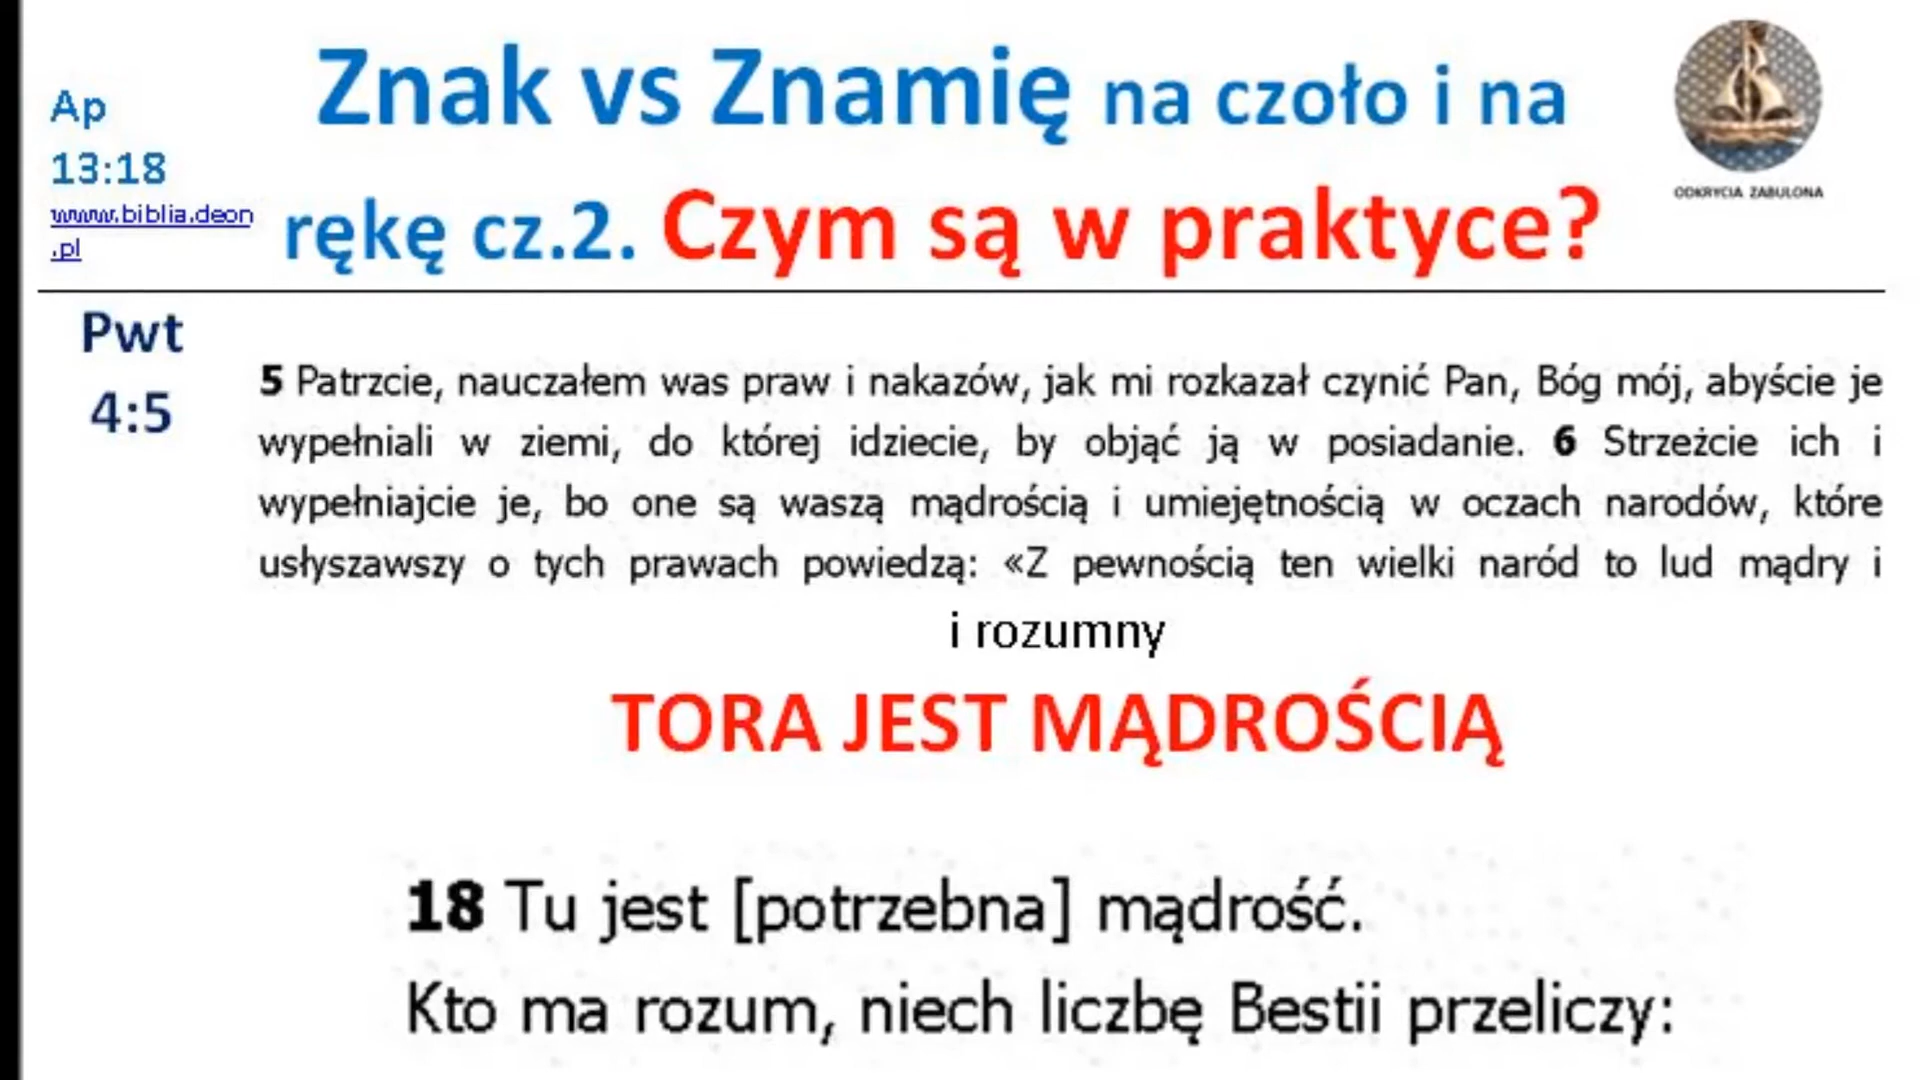 Ap
13:18
www.biblia.deon
.pl
Znak vs Znamię na czoło i na
rękę cz.2. Czym są w praktyce?
ODKRYCIA ZABULONA
Pwt
4:5
5 Patrzcie, nauczałem was praw i nakazów, jak mi rozkazał czynić Pan, Bóg mój, abyście je
wypełniali w ziemi, do której idziecie, by objąć ją w posiadanie. 6 Strzeżcie ich i
wypełniajcie je, bo one są waszą mądrością i umiejętnością w oczach narodów, które
usłyszawszy o tych prawach powiedzą: «Z pewnością ten wielki naród to lud mądry i
i rozumny
TORA JEST MĄDROŚCIĄ
18 Tu jest [potrzebna] mądrość.
Kto ma rozum, niech liczbę Bestii przeliczy: